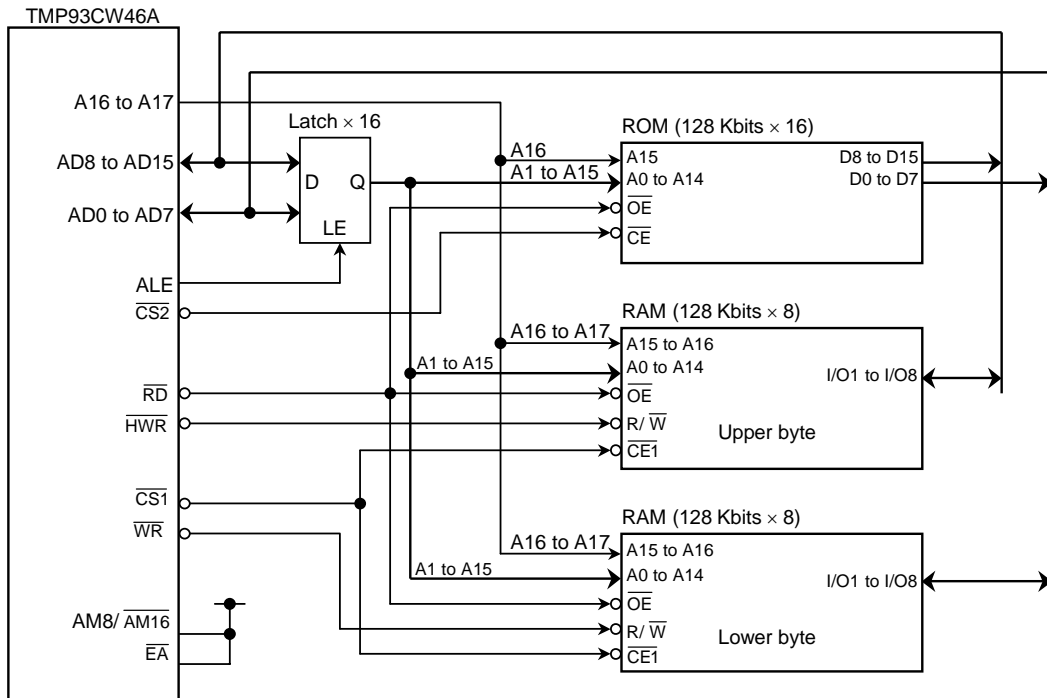 TMP93CW46A
A16 to A17
AD8 to AD15
AD0 to AD7
ALE
CS2
RD
HWR
CS1
WR
AM8/ AM16
EA
Latch × 16
D Q
LE
A16
A1 to A15
ROM (128 Kbits × 16)
A15
A0 to A14
OE
CE
D8 to D15
D0 to D7
A16 to A17
A1 to A15
RAM (128 Kbits × 8)
A15 to A16
A0 to A14
OE
R/ W
CE1
I/O1 to I/O8
Upper byte
A16 to A17
A1 to A15
RAM (128 Kbits × 8)
A15 to A16
A0 to A14
OE
R/ W
CE1
I/O1 to I/O8
Lower byte